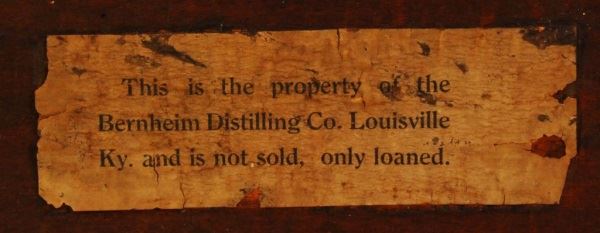 This is the property of the
Bernheim Distilling Co. Louisville
Ky. and is not sold, only loaned.